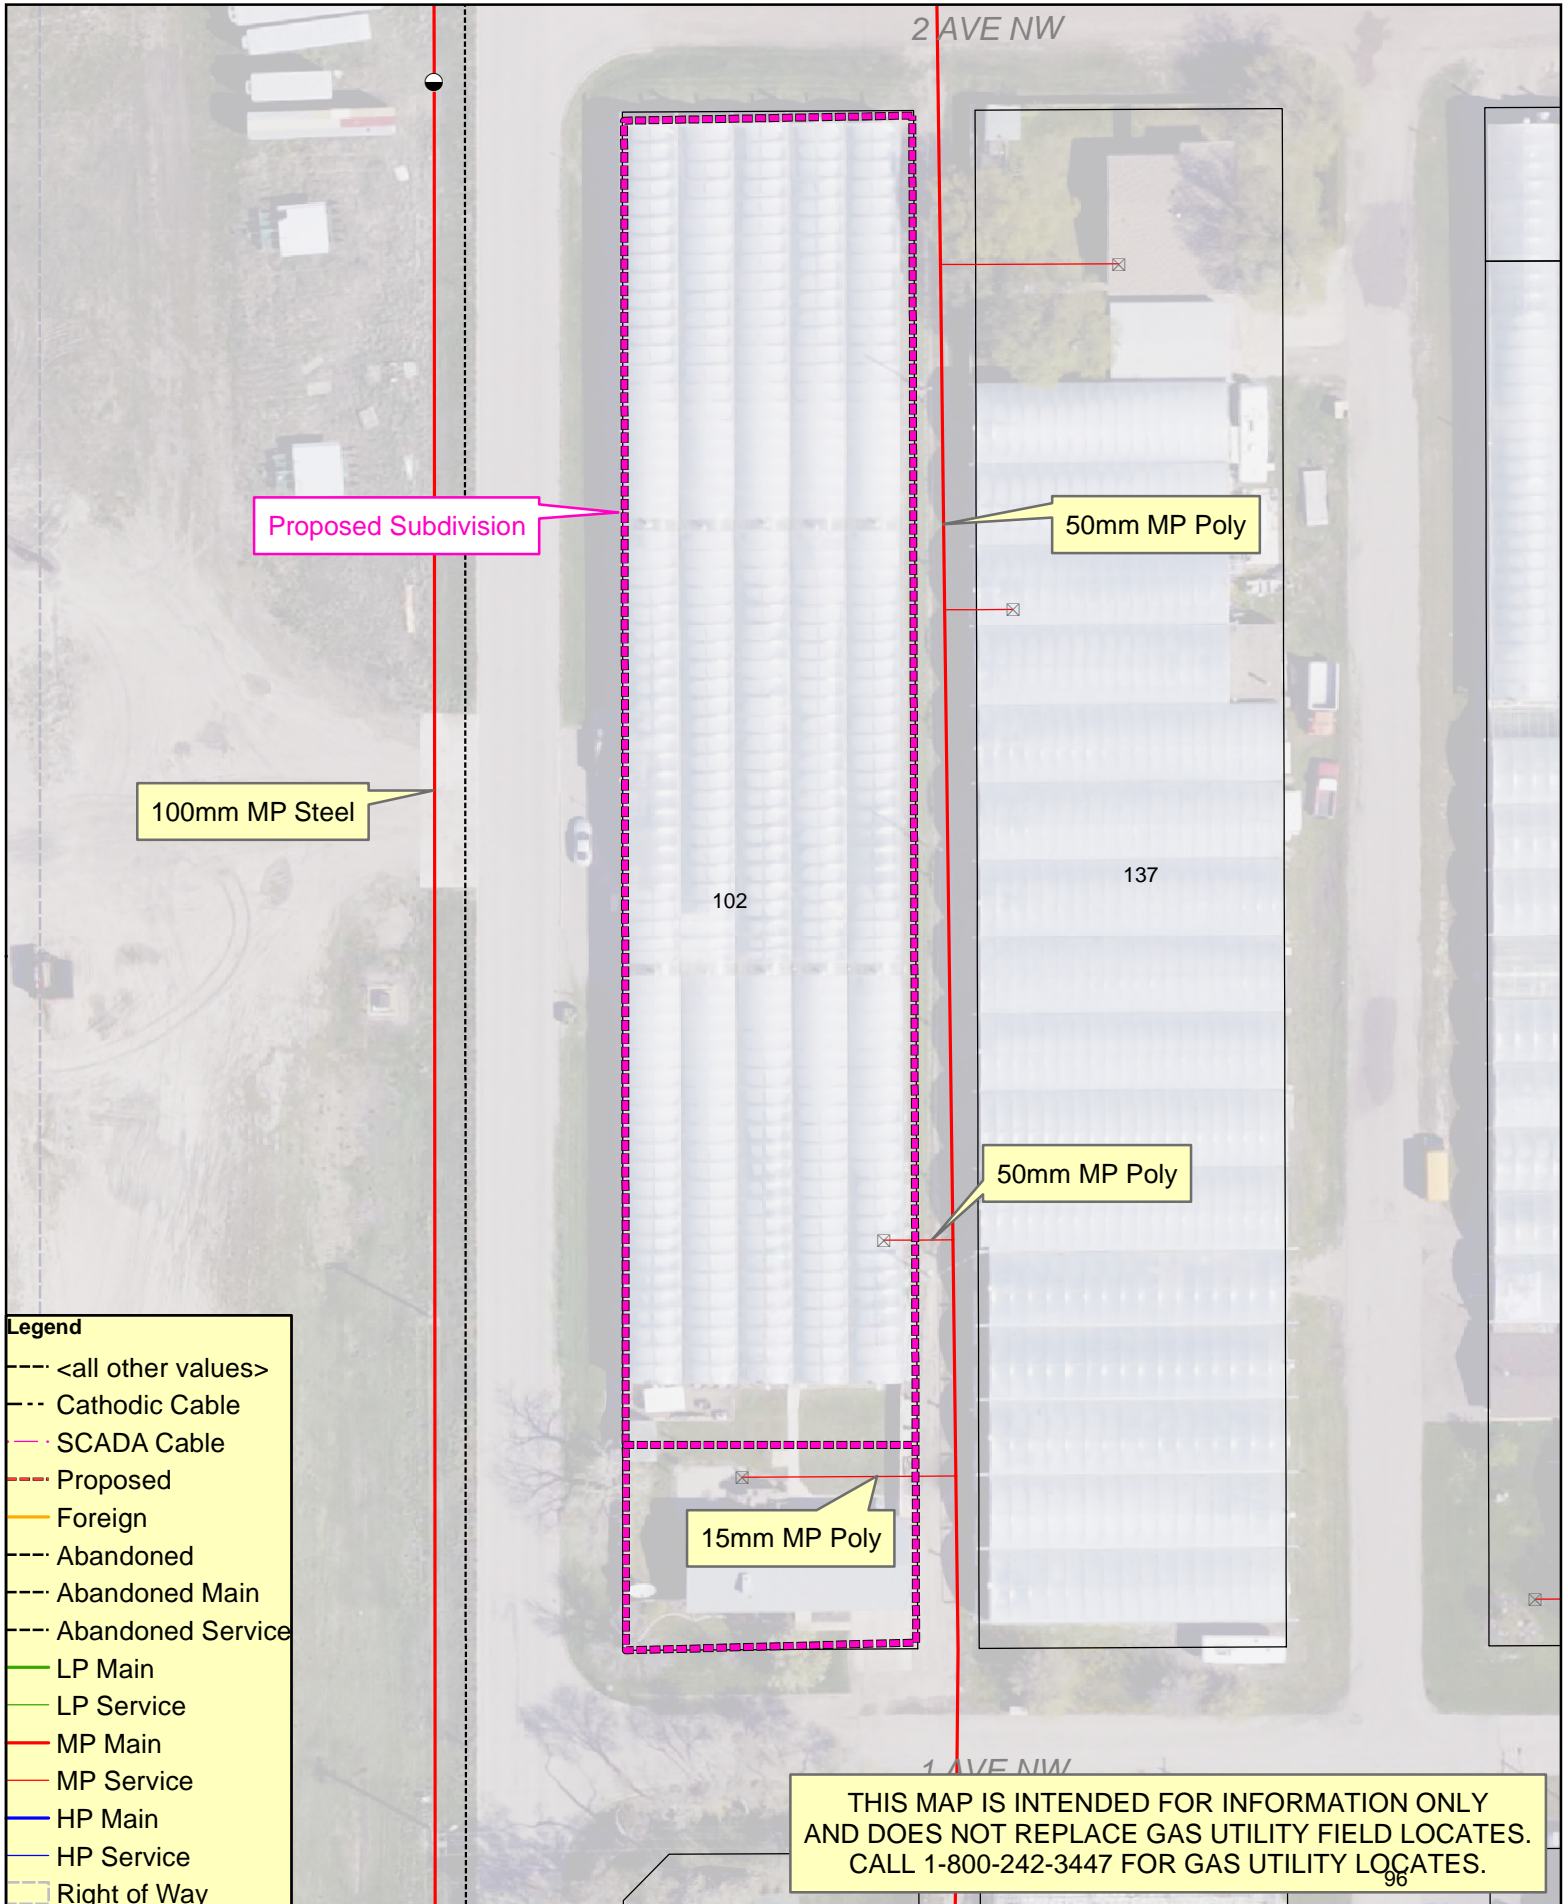 2 AVE NW
Proposed Subdivision
50mm MP Poly
100mm MP Steel
137
102
50mm MP Poly
15mm MP Poly
Legend
<all other values>
Cathodic Cable
SCADA Cable
Proposed
Foreign
Abandoned
Abandoned Main
Abandoned Service
LP Main
LP Service
MP Main
MP Service
HP Main
HP Service
Right of Way
1 AVE NW
THIS MAP IS INTENDED FOR INFORMATION ONLY
AND DOES NOT REPLACE GAS UTILITY FIELD LOCATES.
CALL 1-800-242-3447 FOR GAS UTILITY LOCATES.
96